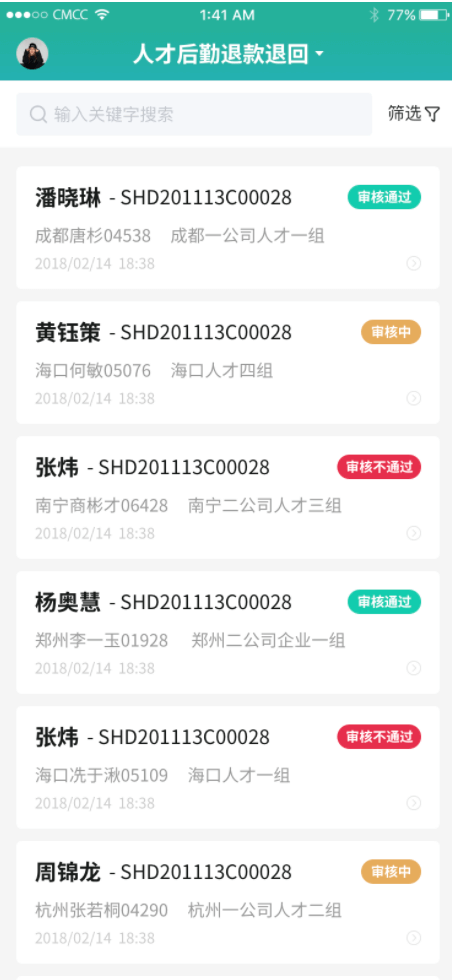 CMCC 1:41 AM 77%
人才后勤退款退回
输入关键字搜索 筛选
潘晓琳 - SHD201113C00028 审核通过
成都唐杉04538 成都一公司人才一组
2018/02/14 18:38
黄钰策 - SHD201113C00028 审核中
海口何敏05076 海口人才四组
2018/02/14 18:38
张炜 - SHD201113C00028 审核不通过
南宁商彬才06428 南宁二公司人才三组
2018/02/14 18:38
杨奥慧 - SHD201113C00028 审核通过
郑州李一玉01928 郑州二公司企业一组
2018/02/14 18:38
张炜 - SHD201113C00028 审核不通过
海口冼于湫05109 海口人才一组
2018/02/14 18:38
周锦龙 - SHD201113C00028 审核中
杭州张若桐04290 杭州一公司人才二组
2018/02/14 18:38